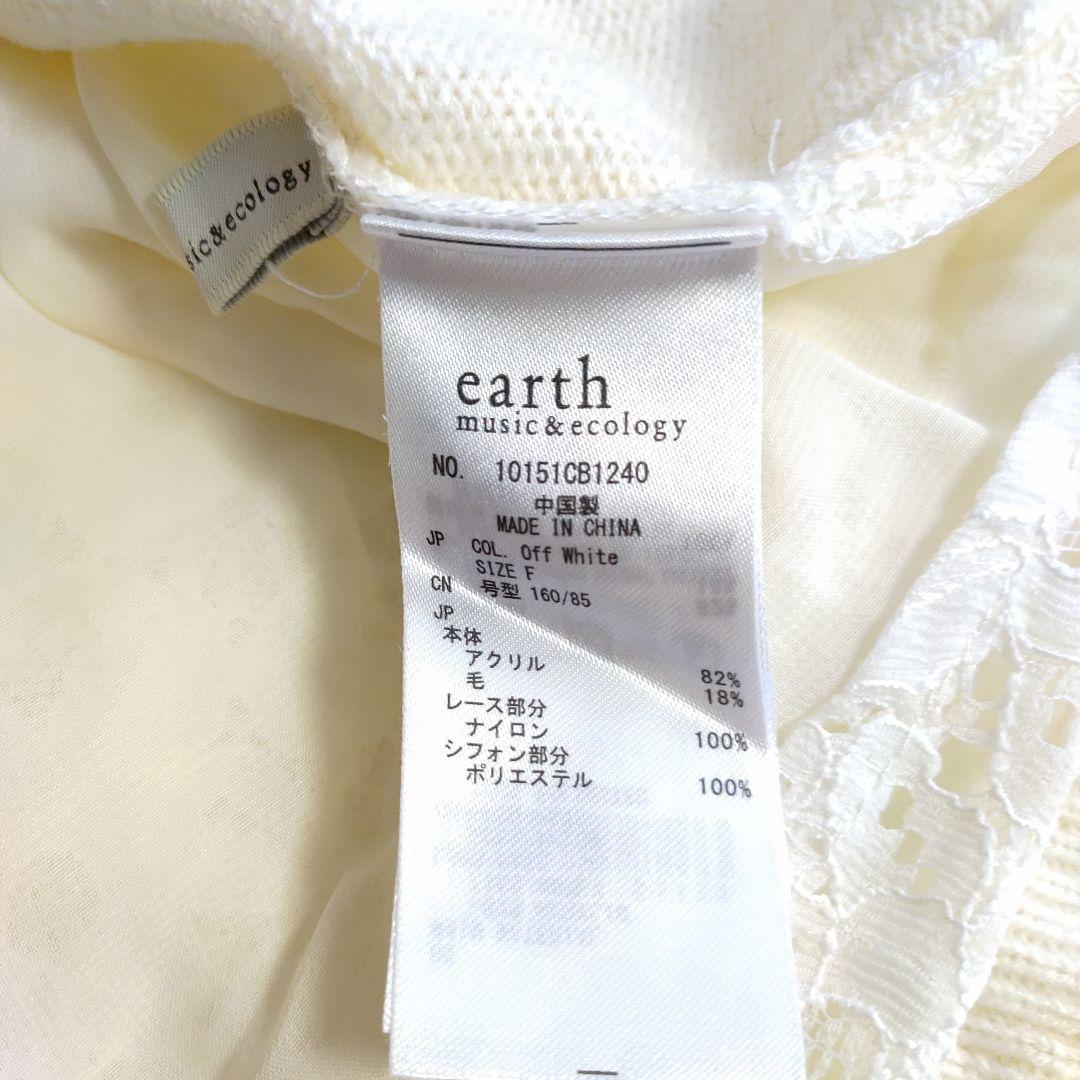 sic&ecology
earth
music&ecology
NO. 10151CB1240
中国製
MADE IN CHINA
JP COL. Off White
SIZE F
CN 号型 160/85
JP
本体
アクリル 82%
毛 18%
レース部分
ナイロン 100%
シフォン部分
ポリエステル 100%